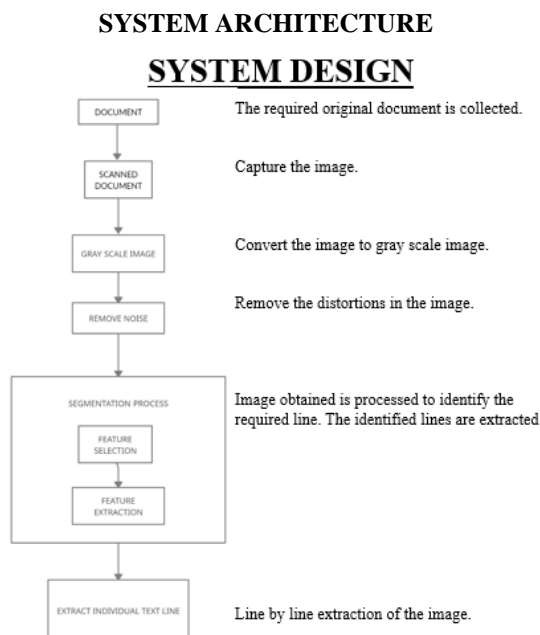 SYSTEM ARCHITECTURE
SYSTEM DESIGN
DOCUMENT
The required original document is collected.
SCANNED
DOCUMENT
Capture the image.
GRAY SCALE IMAGE
Convert the image to gray scale image.
REMOVE NOISE
Remove the distortions in the image.
SEGMENTATION PROCESS
Image obtained is processed to identify the
required line. The identified lines are extracted
FEATURE
SELECTION
FEATURE
EXTRACTION
EXTRACT INDIVIDUAL TEXT LINE
Line by line extraction of the image.